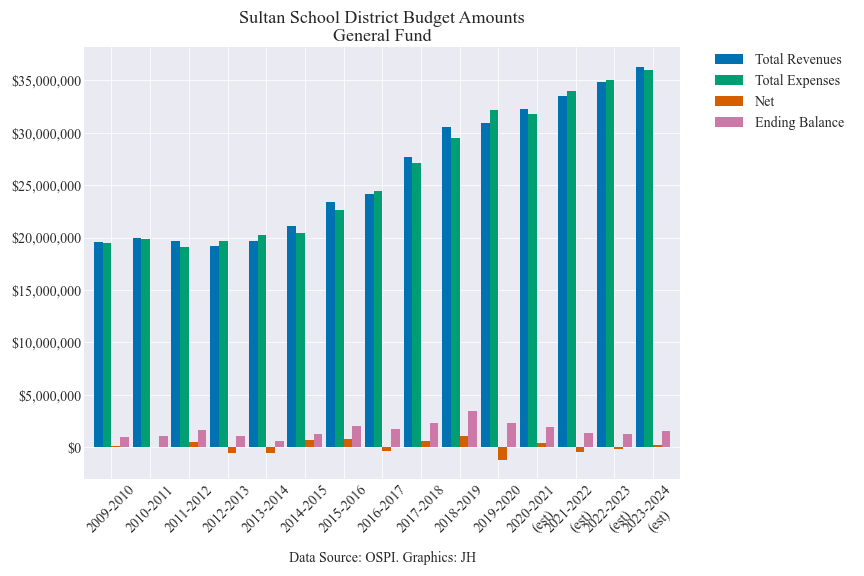 Sultan School District Budget Amounts
General Fund
Total Revenues
Total Expenses
Net
Ending Balance
$35,000,000
$30,000,000
$25,000,000
$20,000,000
$15,000,000
$10,000,000
$5,000,000
$0
2009-2010
2010-2011
2011-2012
2012-2013
2013-2014
2014-2015
2015-2016
2016-2017
2017-2018
2018-2019
2019-2020
2020-2021
(est)
2021-2022
(est)
2022-2023
(est)
2023-2024
(est)
Data Source: OSPI. Graphics: JH